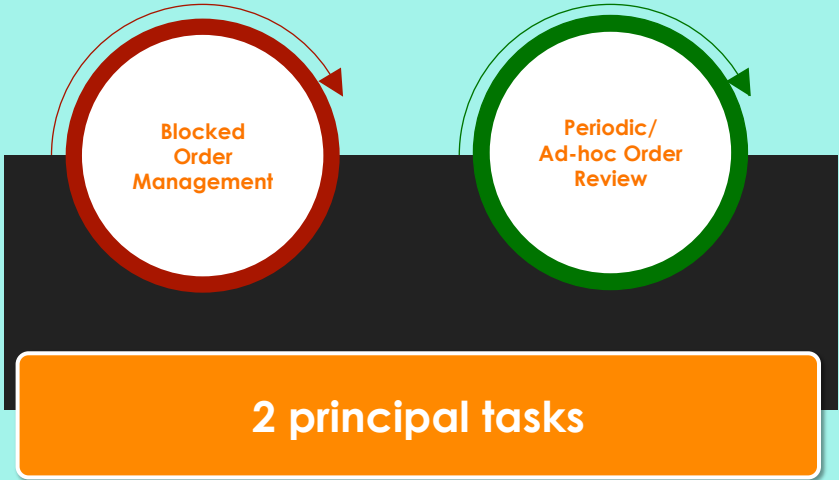 Blocked
Order
Management
Periodic/
Ad-hoc Order
Review
2 principal tasks